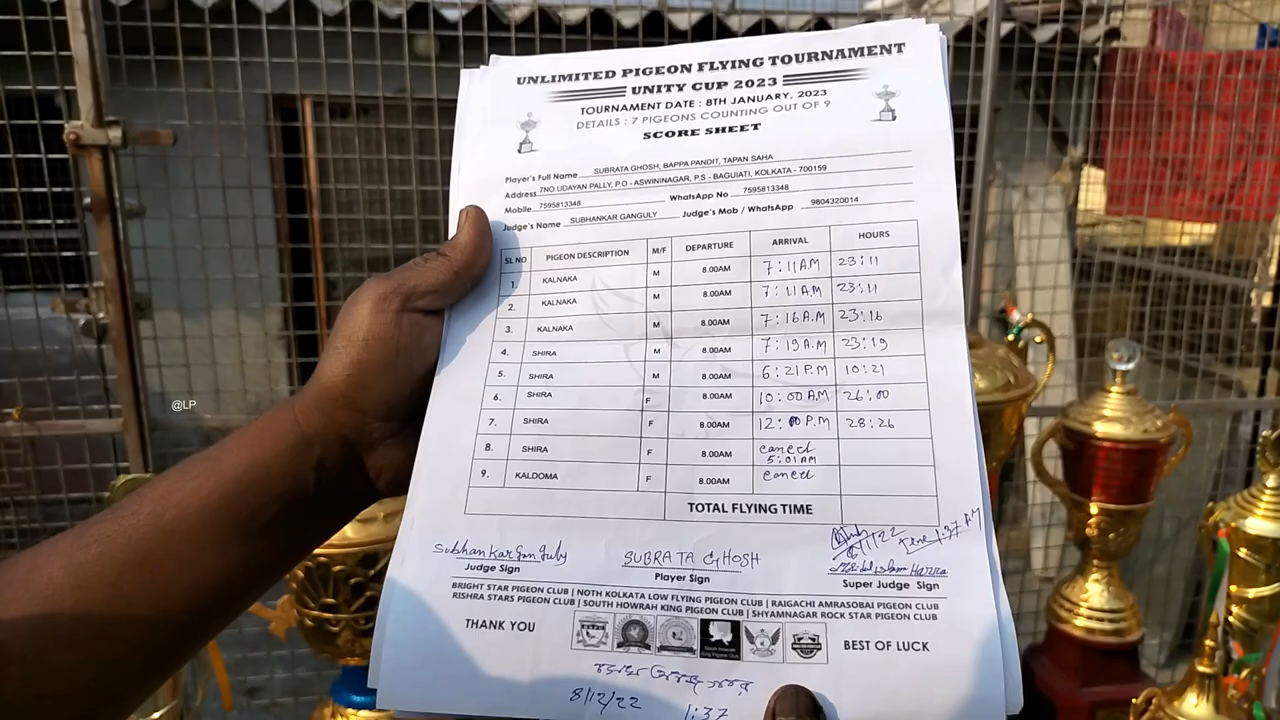 UNLIMITED PIGEON FLYING TOURNAMENT
UNITY CUP 2023
TOURNAMENT DATE : 8TH JANUARY, 2023
DETAILS : 7 PIGEONS COUNTING OUT OF 9
SCORE SHEET
Player's Full Name SUBRATA GHOSH, BAPPA PANDIT, TAPAN SAHA
Address 7NO.UDAYAN PALLY, P.O - ASWININAGAR, P.S - BAGUIATI, KOLKATA - 700159
Mobile 7595813348 WhatsApp No 7595813348
Judge's Name SUBHANKAR GANGULY Judge's Mob / WhatsApp 9804320014
SL NO PIGEON DESCRIPTION M/F DEPARTURE ARRIVAL HOURS
1. KALNAKA M 8.00AM 7:11AM 23:11
2. KALNAKA M 8.00AM 7:11AM 23:11
3. KALNAKA M 8.00AM 7:16A.M 23:16
4. SHIRA M 8.00AM 7:19A.M 23:19
5. SHIRA M 8.00AM 6:21P.M 10:21
6. SHIRA F 8.00AM 10:00AM 26:00
7. SHIRA F 8.00AM 12: P.M 28:26
8. SHIRA F 8.00AM cancel 5:01AM
9. KALDOMA F 8.00AM cancel
TOTAL FLYING TIME
Subhankar Ganguly SUBRATA GHOSH
Judge Sign Player Sign Super Judge Sign
BRIGHT STAR PIGEON CLUB | NOTH KOLKATA LOW FLYING PIGEON CLUB | RAIGACHI AMRASOBAI PIGEON CLUB
RISHRA STARS PIGEON CLUB | SOUTH HOWRAH KING PIGEON CLUB | SHYAMNAGAR ROCK STAR PIGEON CLUB
THANK YOU BEST OF LUCK
8/12/22 1:37
@LP